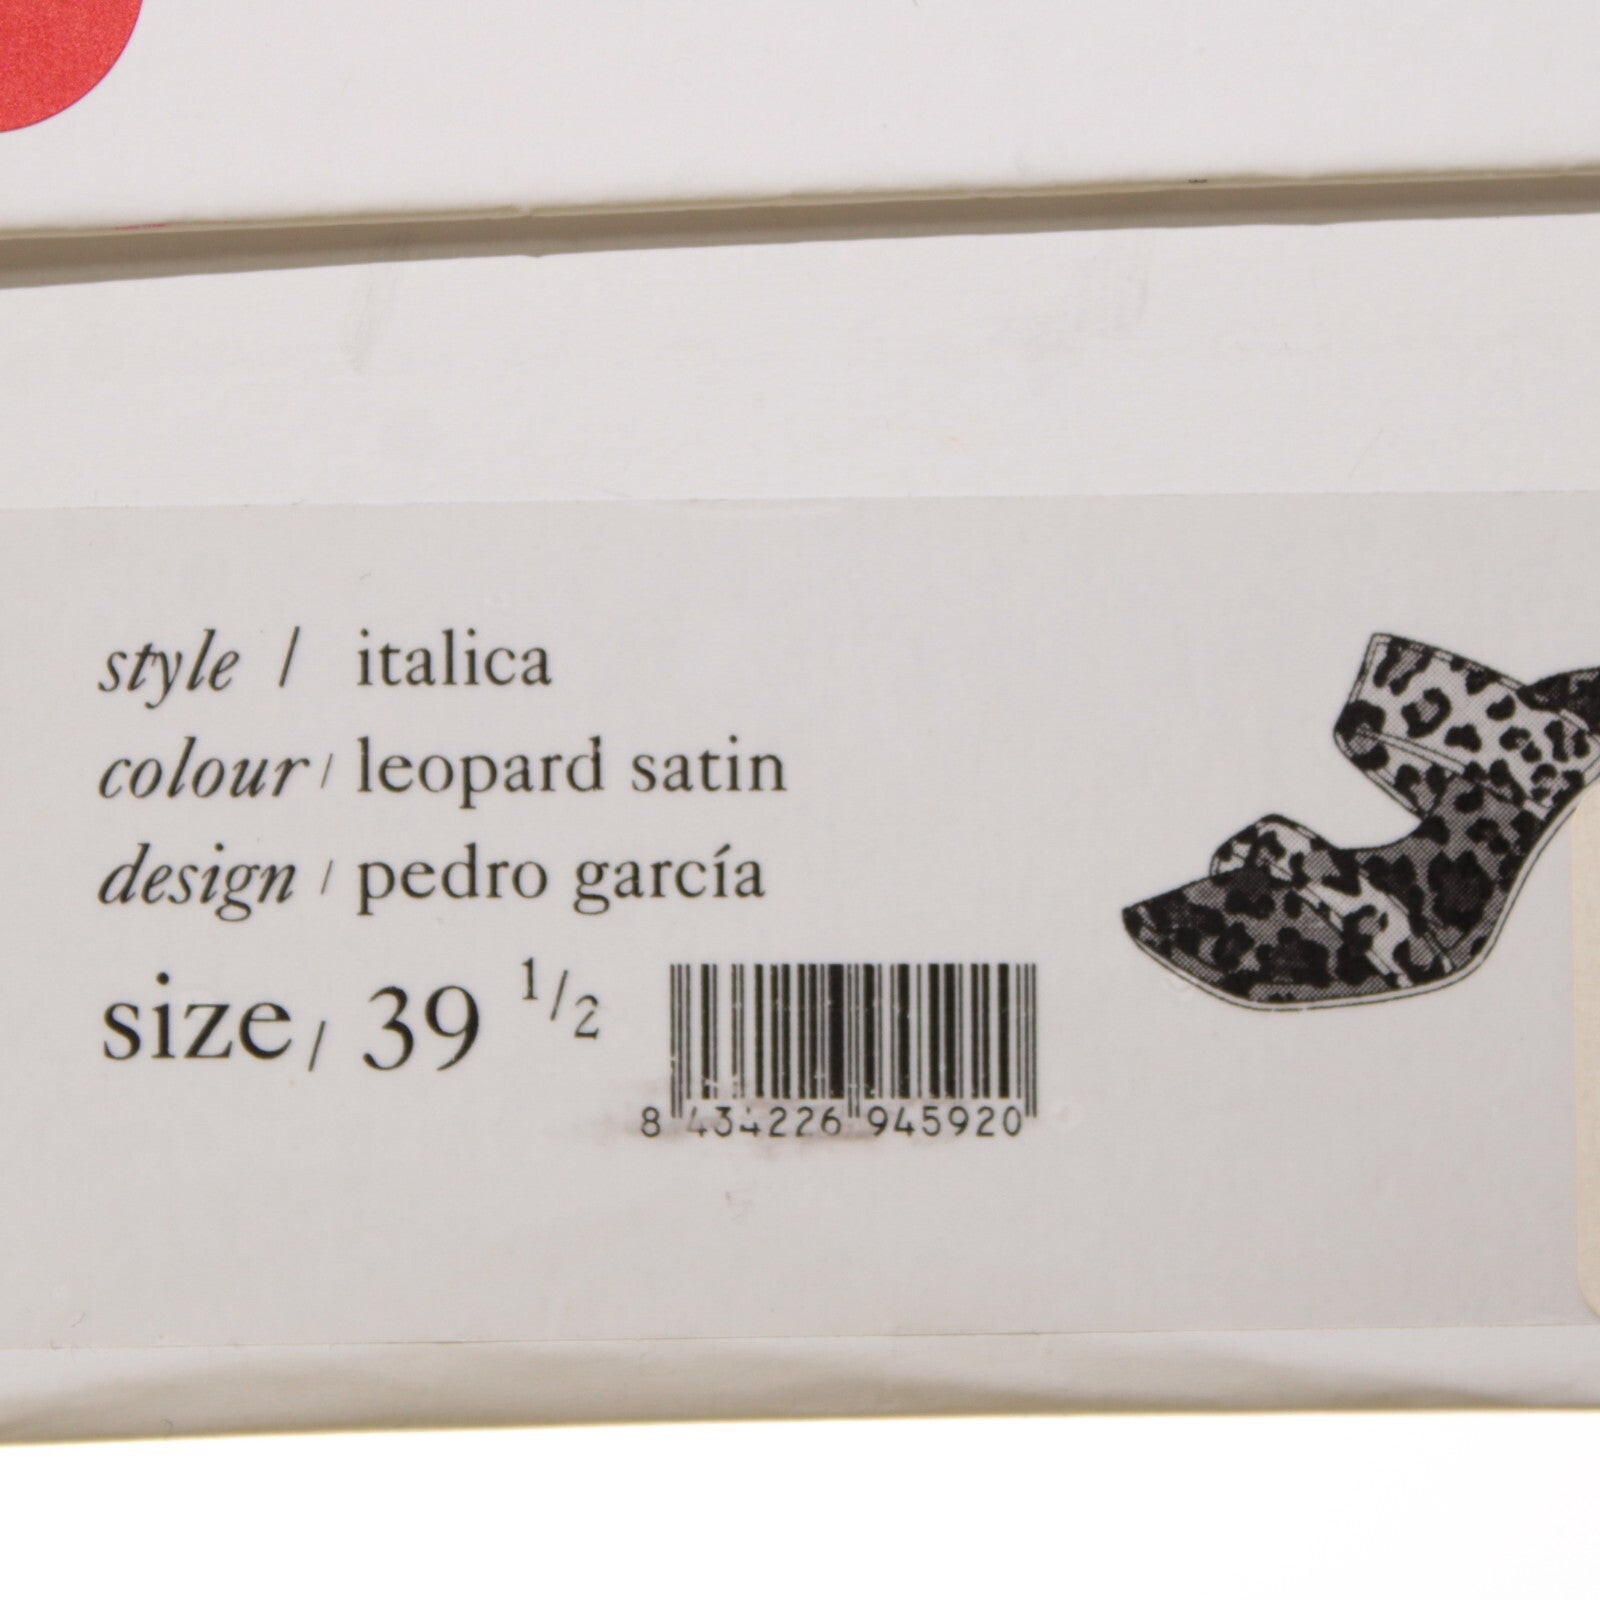 style / italica
colour / leopard satin
design / pedro garcía
size / 39 1/2
8 434226 945920